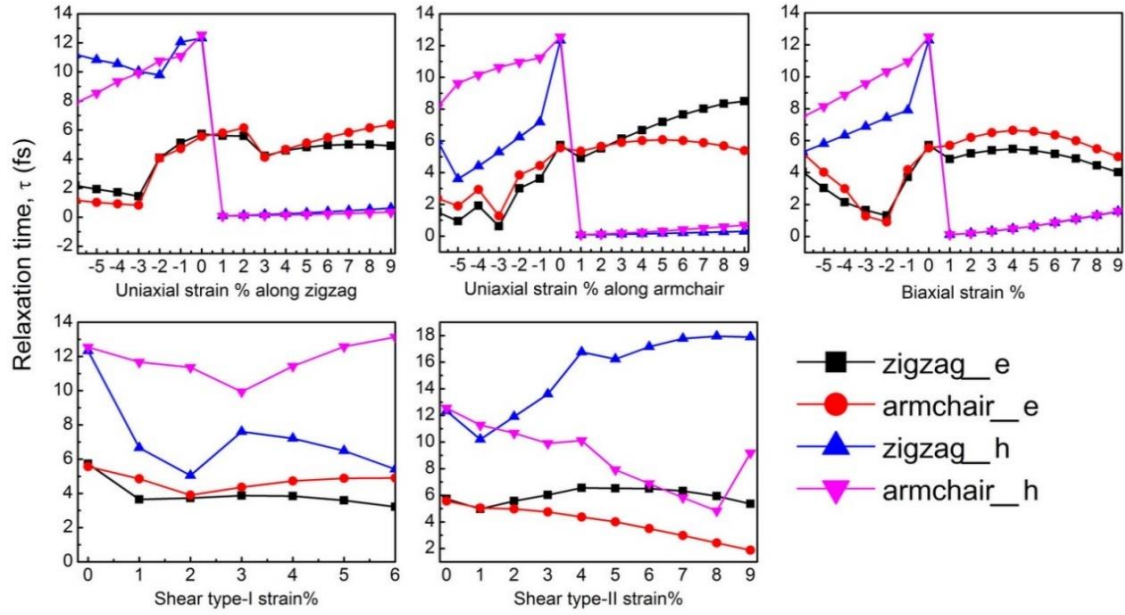 Relaxation time, τ (fs)
14
12
10
8
6
4
2
0
-2
-5 -4 -3 -2 -1 0 1 2 3 4 5 6 7 8 9
Uniaxial strain % along zigzag
14
12
10
8
6
4
2
0
-5 -4 -3 -2 -1 0 1 2 3 4 5 6 7 8 9
Uniaxial strain % along armchair
14
12
10
8
6
4
2
0
-5 -4 -3 -2 -1 0 1 2 3 4 5 6 7 8 9
Biaxial strain %
14
12
10
8
6
4
2
0
0 1 2 3 4 5 6
Shear type-I strain%
18
16
14
12
10
8
6
4
2
0 1 2 3 4 5 6 7 8 9
Shear type-II strain%
zigzag__e
armchair__e
zigzag__h
armchair__h